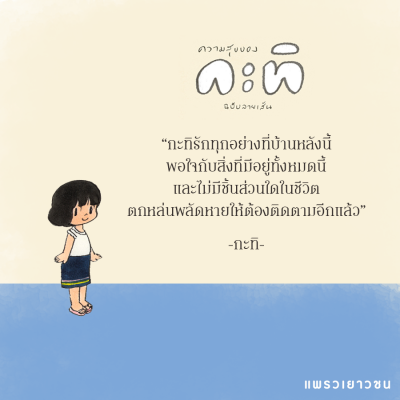 ความสุขของ
กะทิ
ฉบับลายเส้น
“กะทิรักทุกอย่างที่บ้านหลังนี้
พอใจกับสิ่งที่มีอยู่ทั้งหมดนี้
และไม่มีชิ้นส่วนใดในชีวิต
ตกหล่นพลัดหายให้ต้องติดตามอีกแล้ว”
-กะทิ-
แพรวเยาวชน